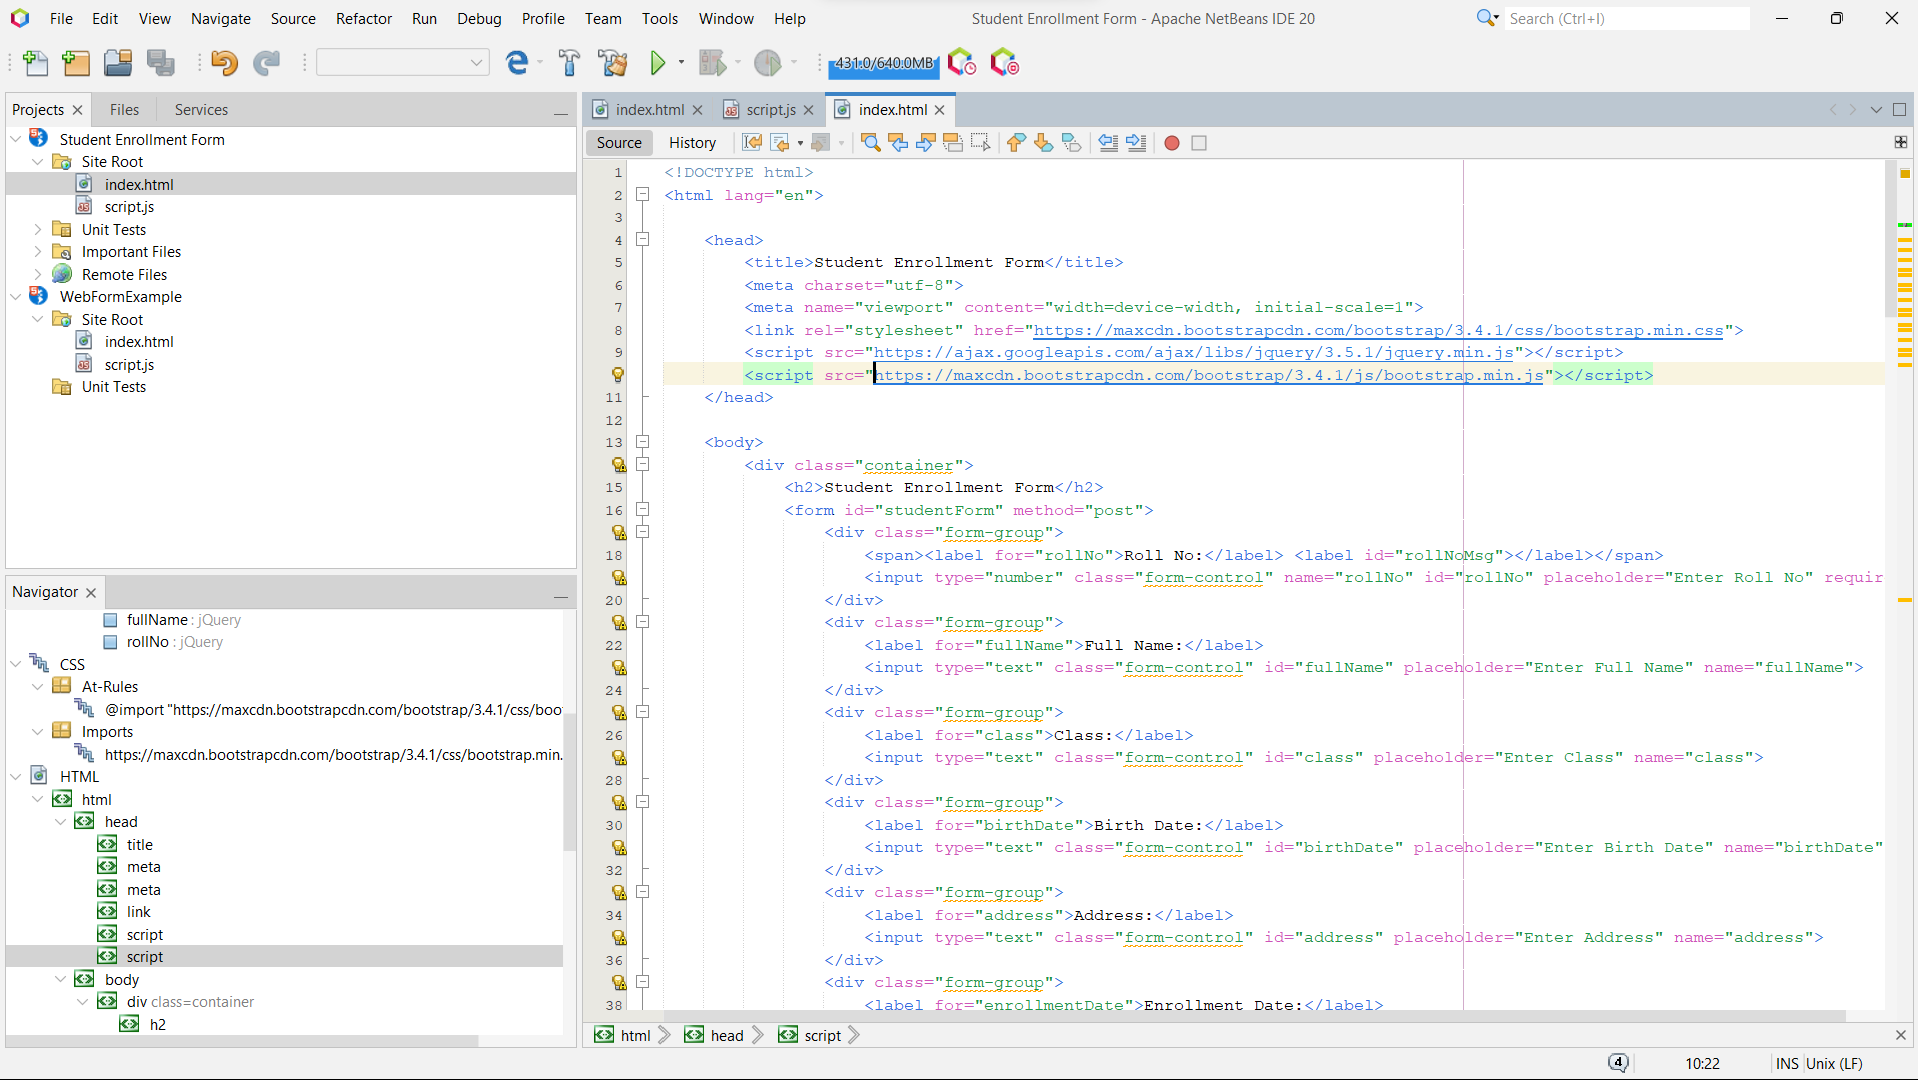 File Edit View Navigate Source Refactor Run Debug Profile Team Tools Window Help
Student Enrollment Form - Apache NetBeans IDE 20
Search (Ctrl+I)
431.0/640.0MB
Projects Files Services
Student Enrollment Form
Site Root
index.html
script.js
Unit Tests
Important Files
Remote Files
WebFormExample
Site Root
index.html
script.js
Unit Tests
Navigator
fullName : jQuery
rollNo : jQuery
CSS
At-Rules
@import "https://maxcdn.bootstrapcdn.com/bootstrap/3.4.1/css/boo
Imports
https://maxcdn.bootstrapcdn.com/bootstrap/3.4.1/css/bootstrap.min.
HTML
html
head
title
meta
meta
link
script
script
body
div class=container
h2
index.html script.js index.html
Source History
1 <!DOCTYPE html>
2 <html lang="en">
3
4 <head>
5 <title>Student Enrollment Form</title>
6 <meta charset="utf-8">
7 <meta name="viewport" content="width=device-width, initial-scale=1">
8 <link rel="stylesheet" href="https://maxcdn.bootstrapcdn.com/bootstrap/3.4.1/css/bootstrap.min.css">
9 <script src="https://ajax.googleapis.com/ajax/libs/jquery/3.5.1/jquery.min.js"></script>
<script src="https://maxcdn.bootstrapcdn.com/bootstrap/3.4.1/js/bootstrap.min.js"></script>
11 </head>
12
13 <body>
<div class="container">
15 <h2>Student Enrollment Form</h2>
16 <form id="studentForm" method="post">
<div class="form-group">
18 <span><label for="rollNo">Roll No:</label> <label id="rollNoMsg"></label></span>
<input type="number" class="form-control" name="rollNo" id="rollNo" placeholder="Enter Roll No" requir
20 </div>
<div class="form-group">
22 <label for="fullName">Full Name:</label>
<input type="text" class="form-control" id="fullName" placeholder="Enter Full Name" name="fullName">
24 </div>
<div class="form-group">
26 <label for="class">Class:</label>
<input type="text" class="form-control" id="class" placeholder="Enter Class" name="class">
28 </div>
<div class="form-group">
30 <label for="birthDate">Birth Date:</label>
<input type="text" class="form-control" id="birthDate" placeholder="Enter Birth Date" name="birthDate"
32 </div>
<div class="form-group">
34 <label for="address">Address:</label>
<input type="text" class="form-control" id="address" placeholder="Enter Address" name="address">
36 </div>
<div class="form-group">
38 <label for="enrollmentDate">Enrollment Date:</label>
html head script
4 10:22 INS Unix (LF)